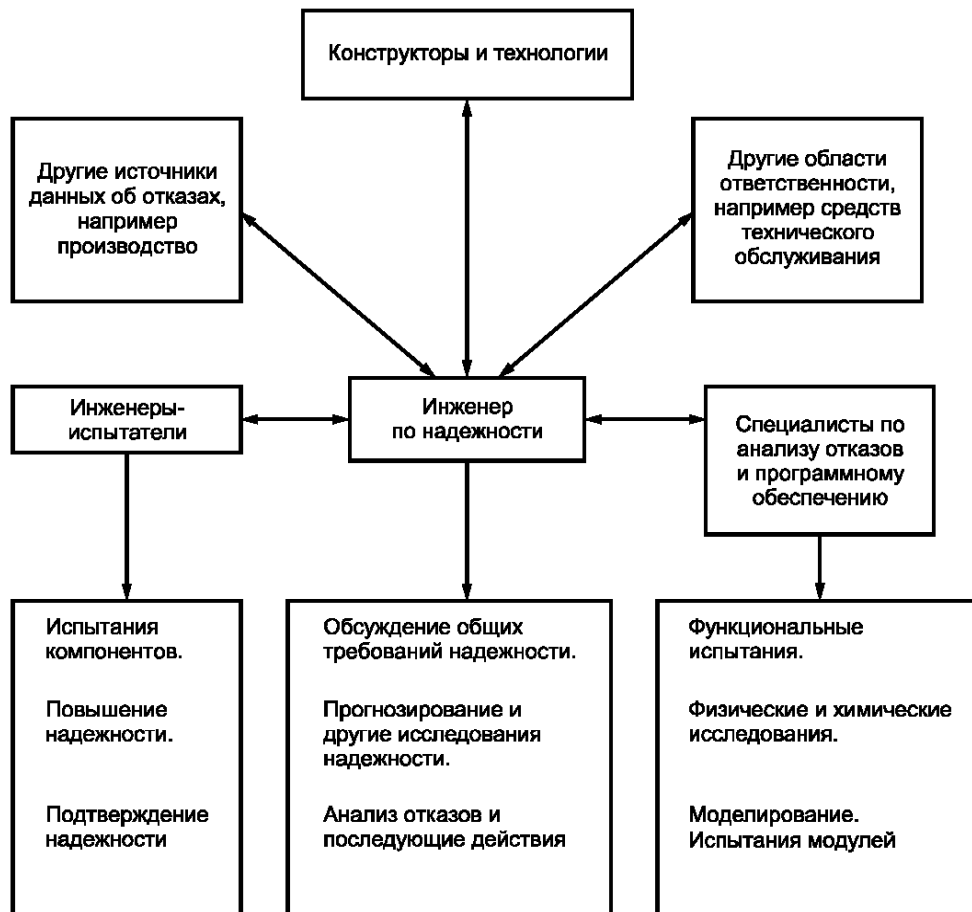 Конструкторы и технологии
Другие источники
данных об отказах,
например
производство
Другие области
ответственности,
например средств
технического
обслуживания
Инженеры-
испытатели
Инженер
по надежности
Специалисты по
анализу отказов
и программному
обеспечению
Испытания
компонентов.
Повышение
надежности.
Подтверждение
надежности
Обсуждение общих
требований надежности.
Прогнозирование и
другие исследования
надежности.
Анализ отказов и
последующие действия
Функциональные
испытания.
Физические и химические
исследования.
Моделирование.
Испытания модулей